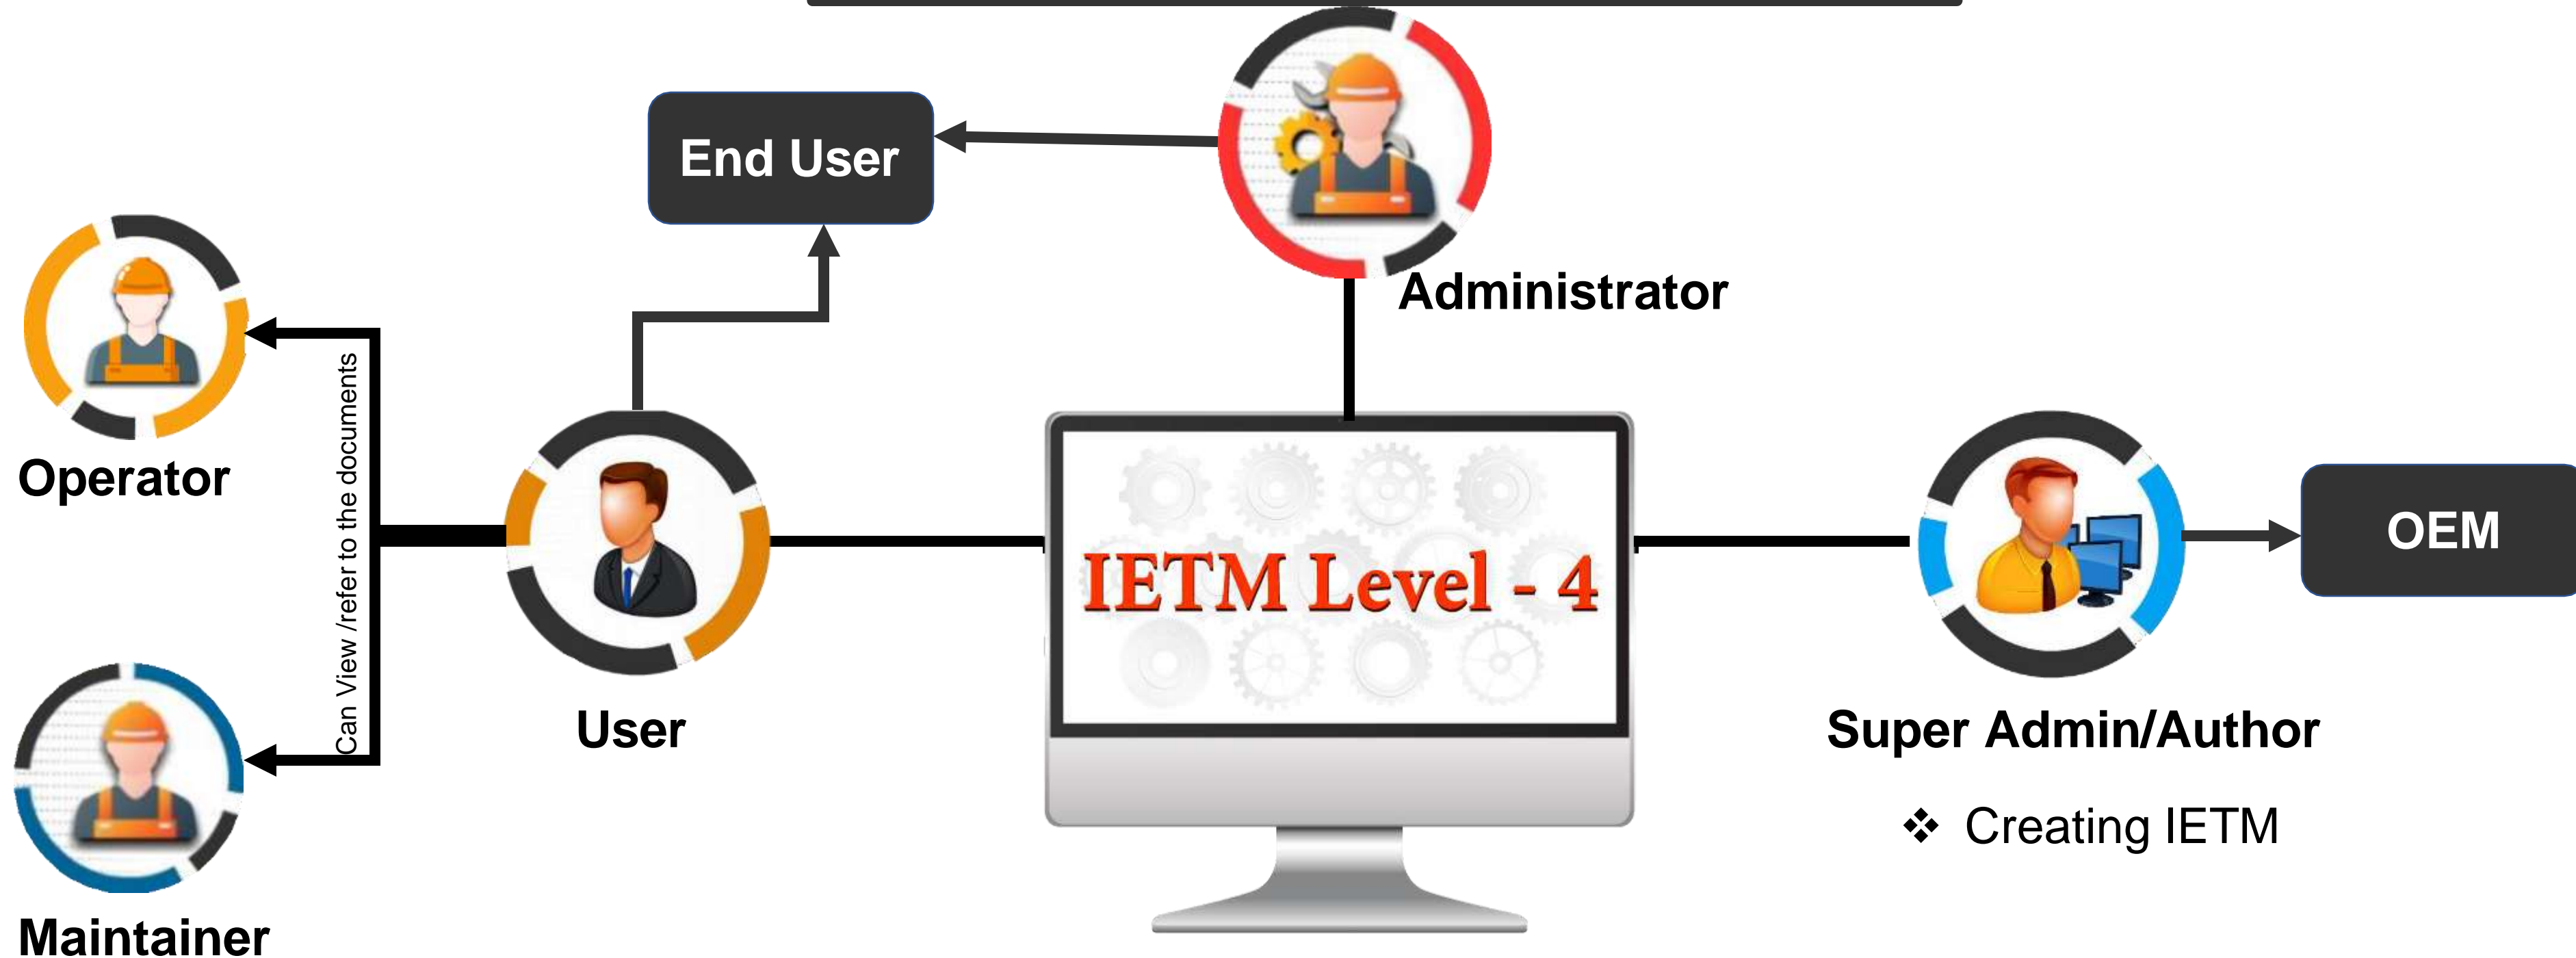 End User
Administrator
Operator
Can View /refer to the documents
User
IETM Level - 4
OEM
Super Admin/Author
❖ Creating IETM
Maintainer